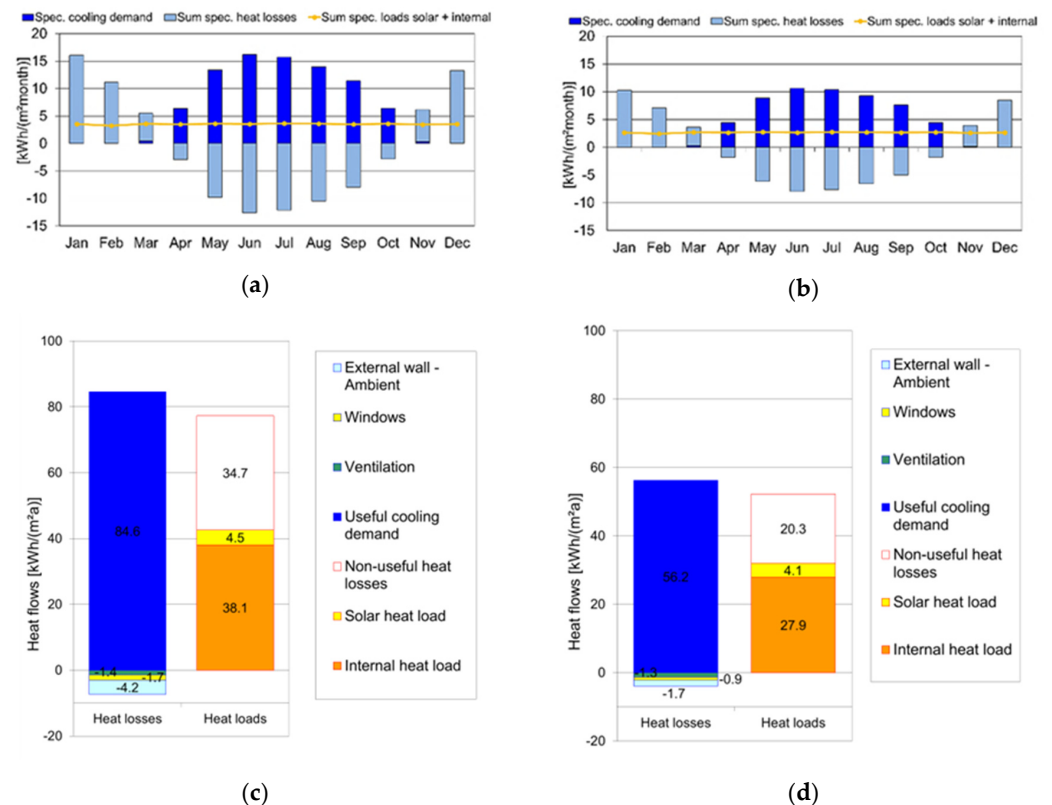 Spec. cooling demand Sum spec. heat losses Sum spec. loads solar + internal
[kWh/(m²month)]
20
15
10
5
0
-5
-10
-15
Jan Feb Mar Apr May Jun Jul Aug Sep Oct Nov Dec
(a)
Spec. cooling demand Sum spec. heat losses Sum spec. loads solar + internal
[kWh/(m²month)]
20
15
10
5
0
-5
-10
-15
Jan Feb Mar Apr May Jun Jul Aug Sep Oct Nov Dec
(b)
Heat flows [kWh/(m²a)]
100
80
60
40
20
0
-20
84.6
-1.4
-1.7
-4.2
34.7
4.5
38.1
Heat losses Heat loads
External wall -
Ambient
Windows
Ventilation
Useful cooling
demand
Non-useful heat
losses
Solar heat load
Internal heat load
(c)
Heat flows [kWh/(m²a)]
100
80
60
40
20
0
-20
56.2
-1.3
-0.9
-1.7
20.3
4.1
27.9
Heat losses Heat loads
External wall -
Ambient
Windows
Ventilation
Useful cooling
demand
Non-useful heat
losses
Solar heat load
Internal heat load
(d)